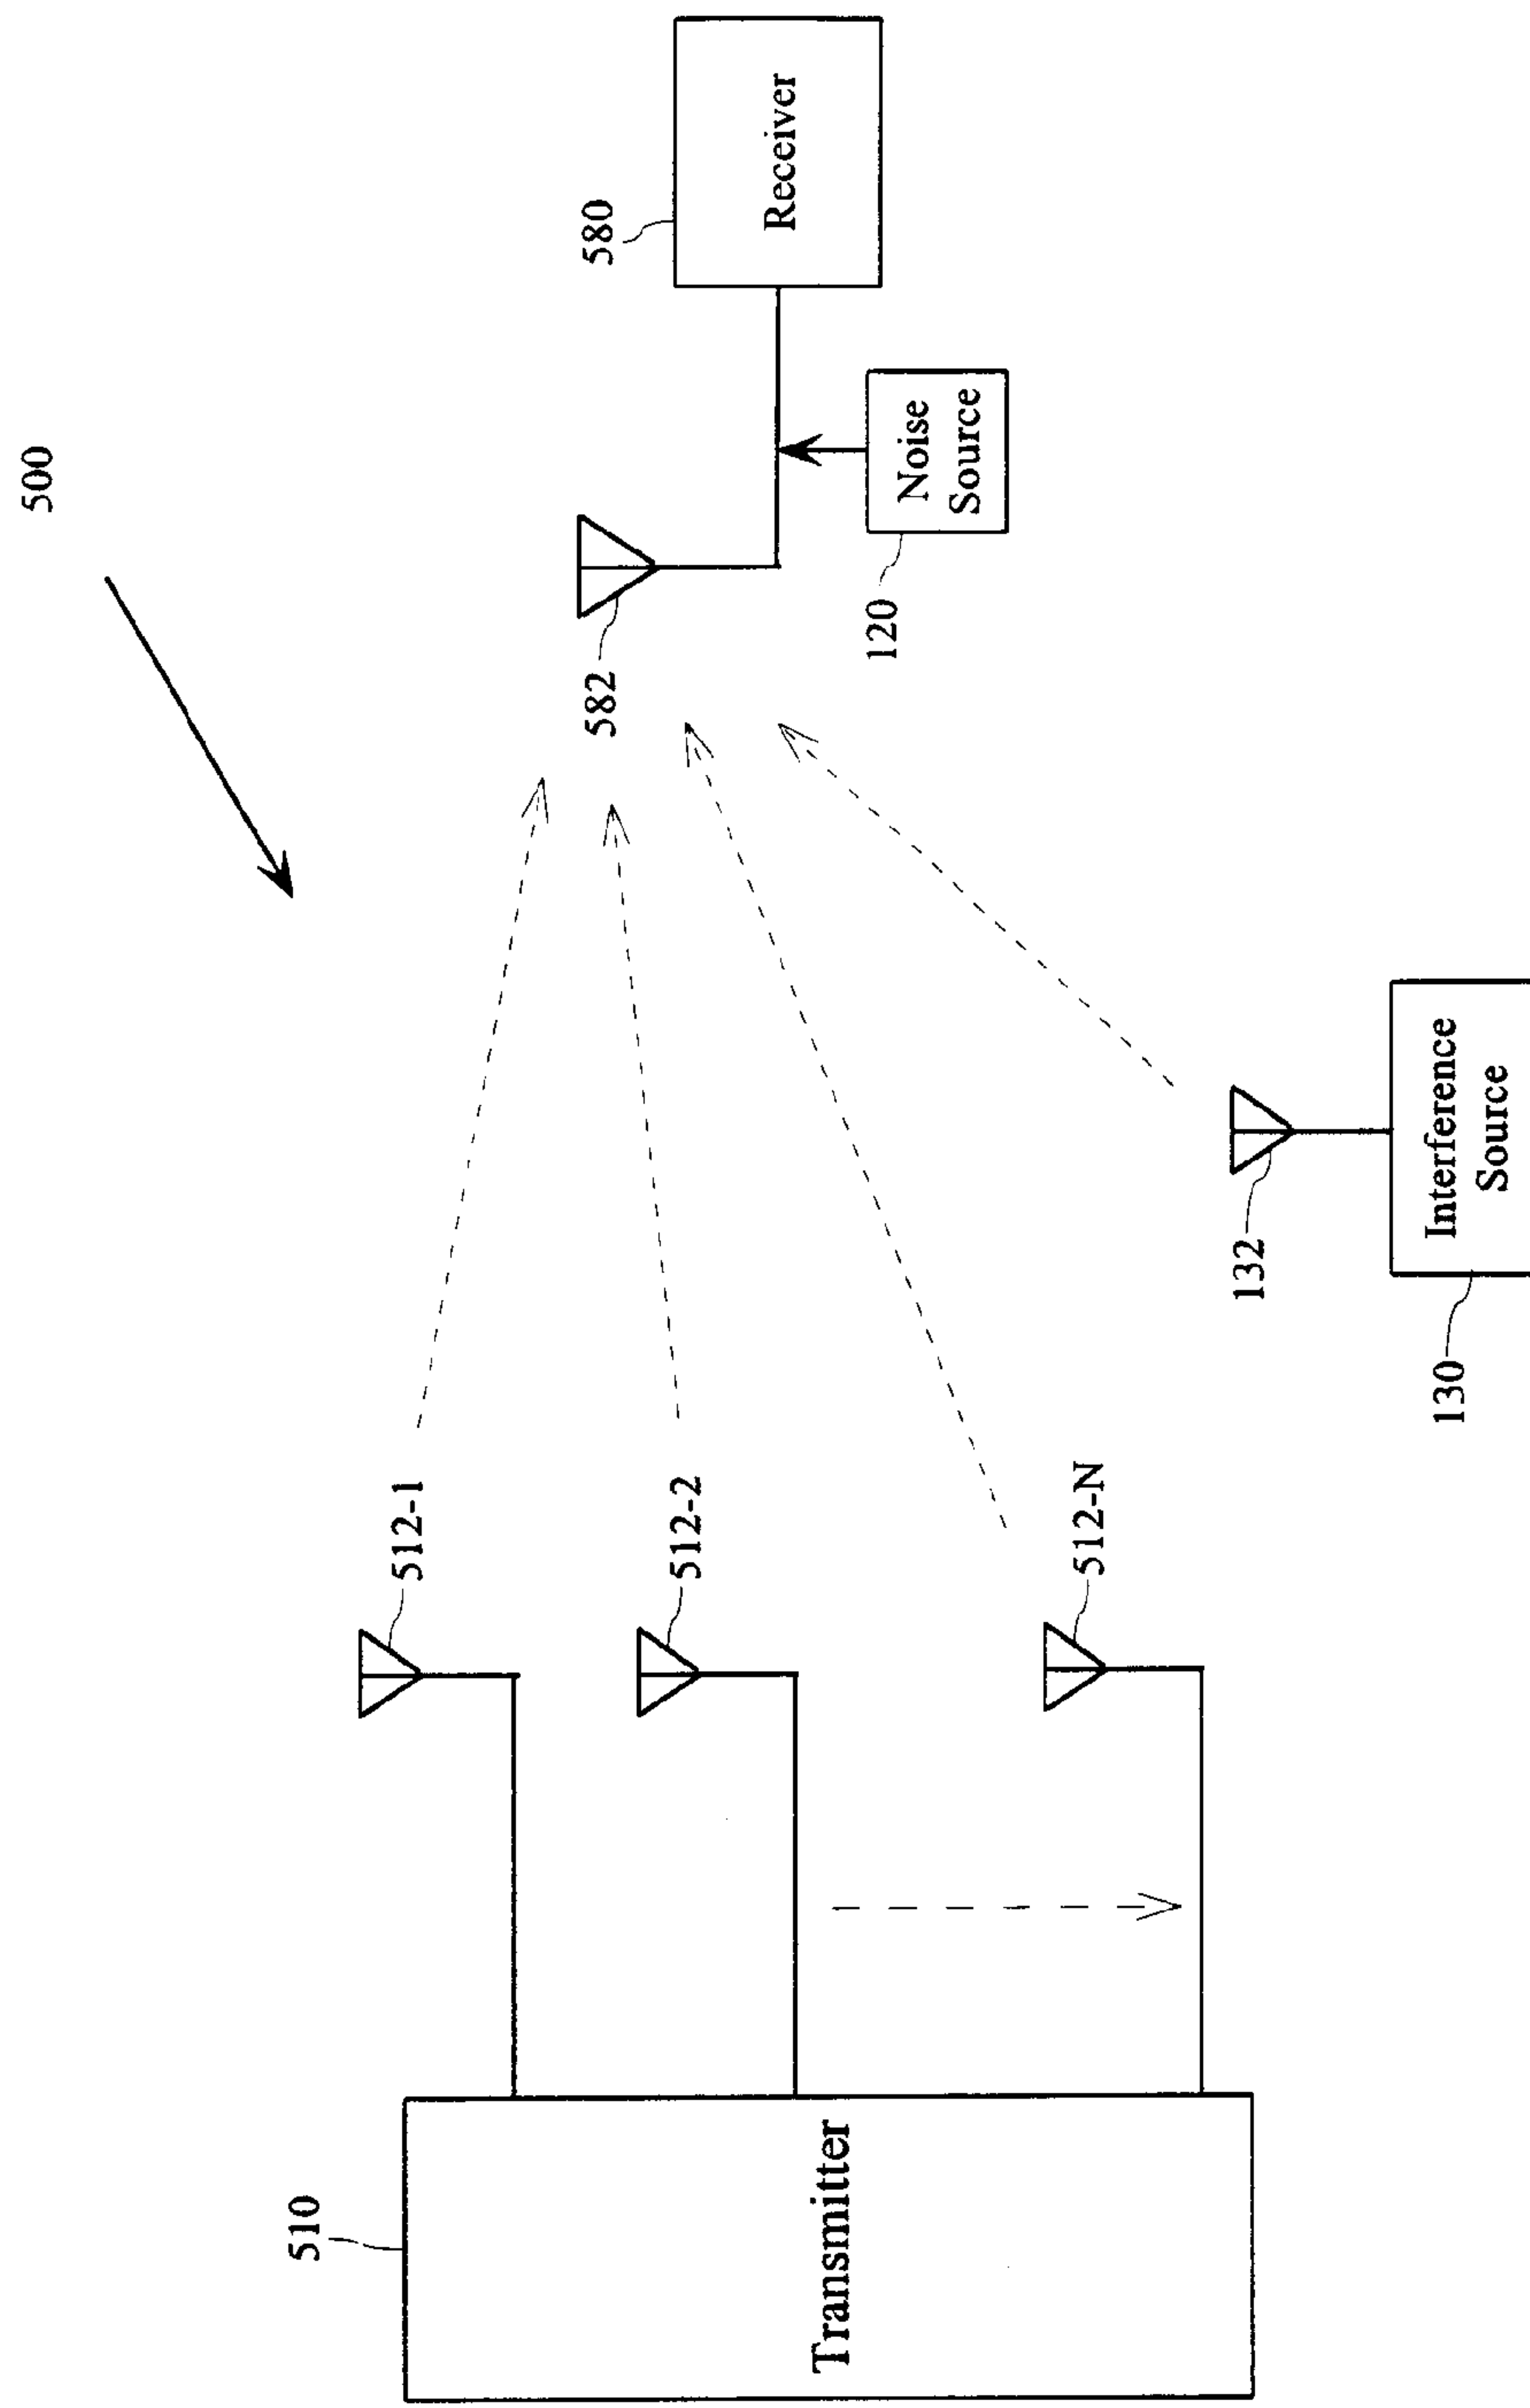 500
510
Transmitter
512-1
512-2
512-N
582
580
Receiver
120
Noise
Source
132
130
Interference
Source